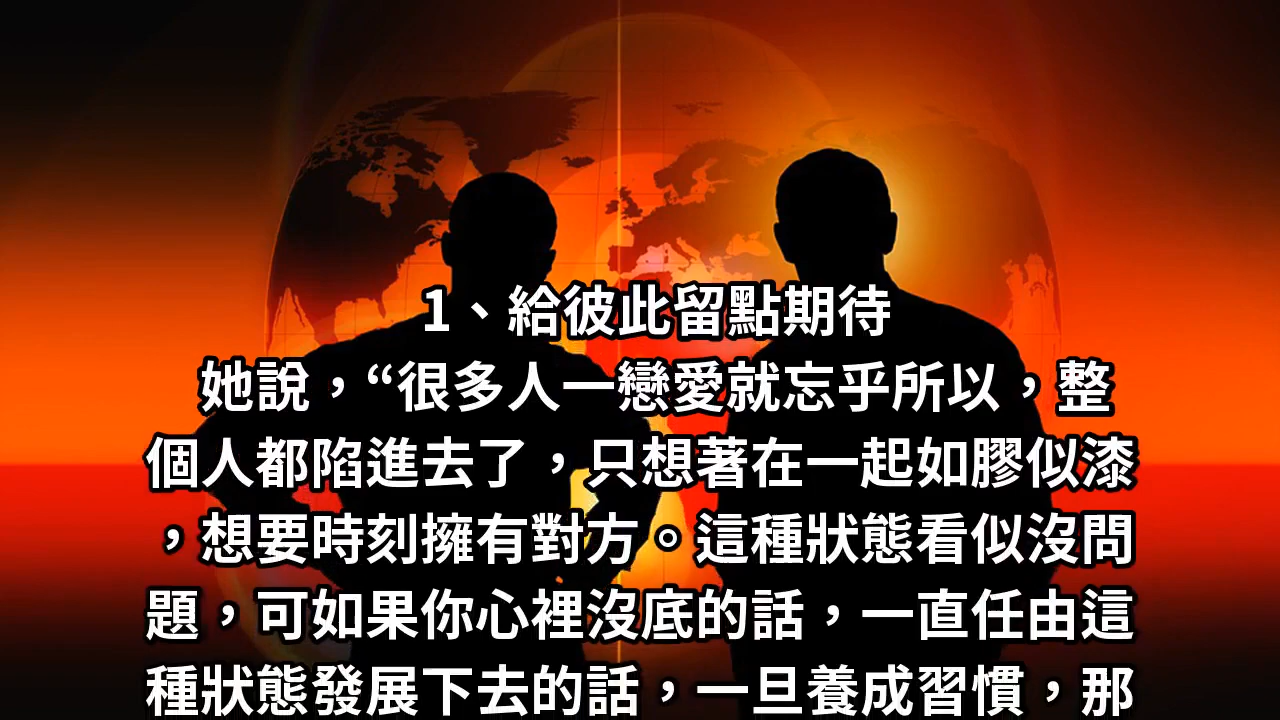 1、給彼此留點期待
她說，“很多人一戀愛就忘乎所以，整
個人都陷進去了，只想著在一起如膠似漆
，想要時刻擁有對方。這種狀態看似沒問
題，可如果你心裡沒底的話，一直任由這
種狀態發展下去的話，一旦養成習慣，那